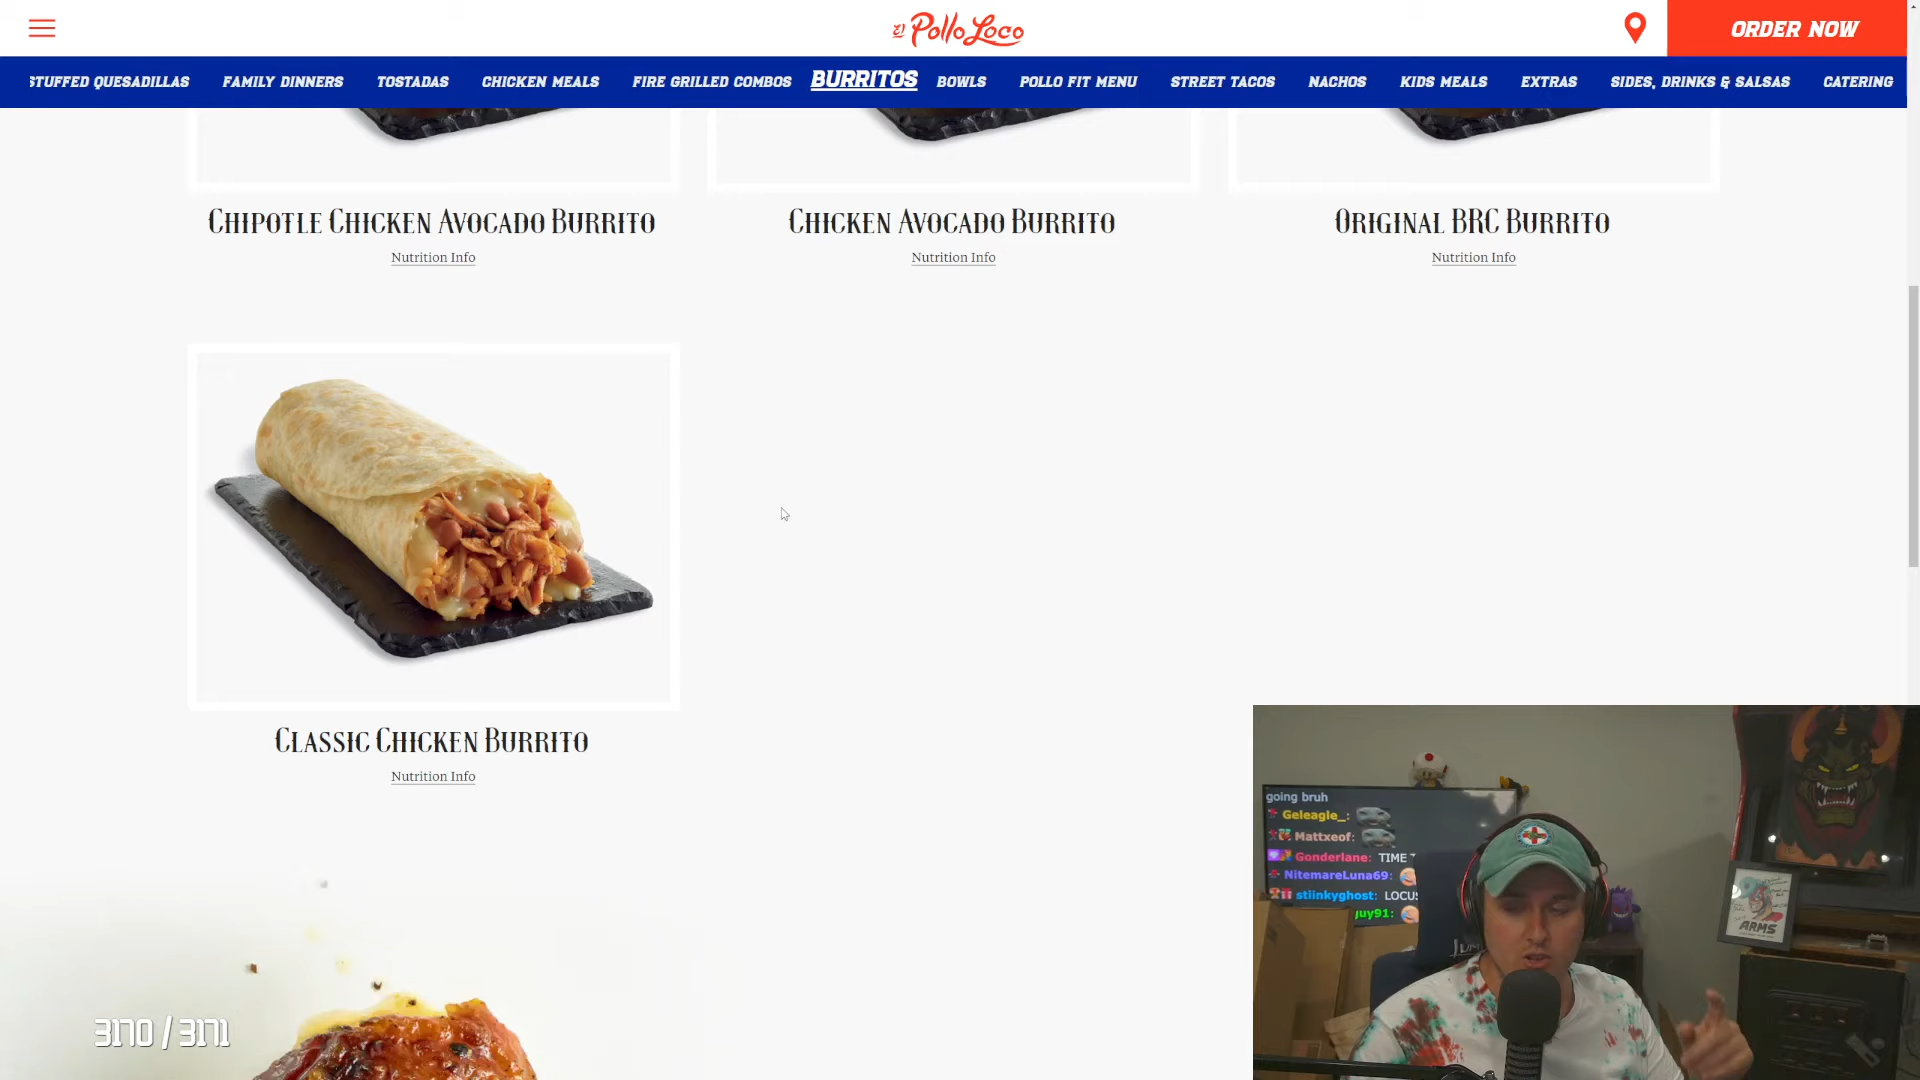 El Pollo Loco
ORDER NOW
STUFFED QUESADILLAS
FAMILY DINNERS
TOSTADAS
CHICKEN MEALS
FIRE GRILLED COMBOS
BURRITOS
BOWLS
POLLO FIT MENU
STREET TACOS
NACHOS
KIDS MEALS
EXTRAS
SIDES, DRINKS & SALSAS
CATERING
CHIPOTLE CHICKEN AVOCADO BURRITO
Nutrition Info
CHICKEN AVOCADO BURRITO
Nutrition Info
ORIGINAL BRC BURRITO
Nutrition Info
CLASSIC CHICKEN BURRITO
Nutrition Info
going bruh
Geleagle_:
Mattxeof:
Gonderlane: TIME
NitemareLuna69:
stiinkyghost: LOCUS
juy91:
ARMS
3170 / 3171